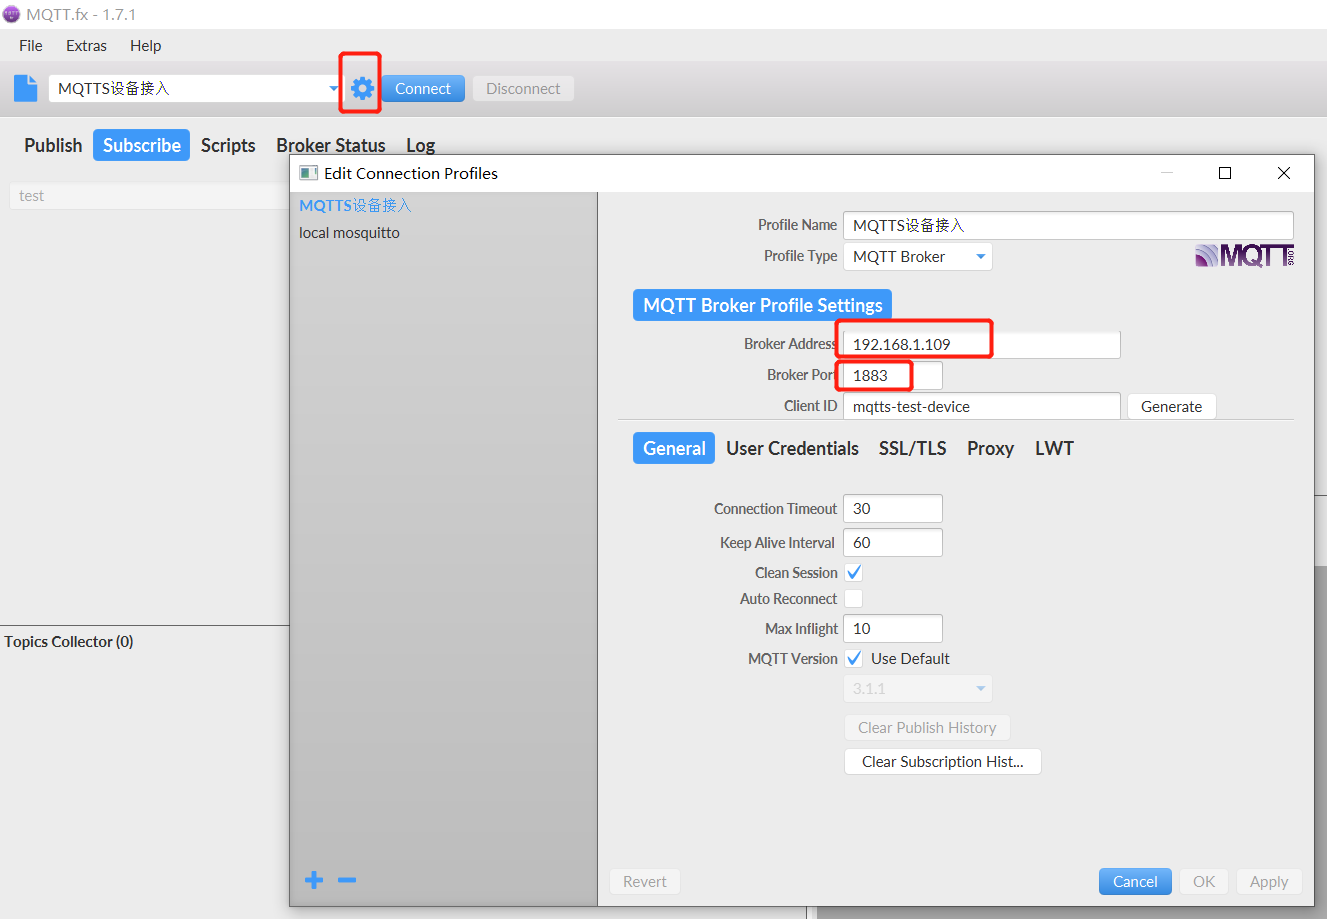 MQTT.fx - 1.7.1
File Extras Help
MQTTS设备接入 Connect Disconnect
Publish Subscribe Scripts Broker Status Log
test
Topics Collector (0)
Edit Connection Profiles
MQTTS设备接入
local mosquitto
Profile Name MQTTS设备接入
Profile Type MQTT Broker
MQTT.ORG
MQTT Broker Profile Settings
Broker Address 192.168.1.109
Broker Port 1883
Client ID mqtts-test-device Generate
General User Credentials SSL/TLS Proxy LWT
Connection Timeout 30
Keep Alive Interval 60
Clean Session
Auto Reconnect
Max Inflight 10
MQTT Version Use Default
3.1.1
Clear Publish History
Clear Subscription Hist...
Revert Cancel OK Apply